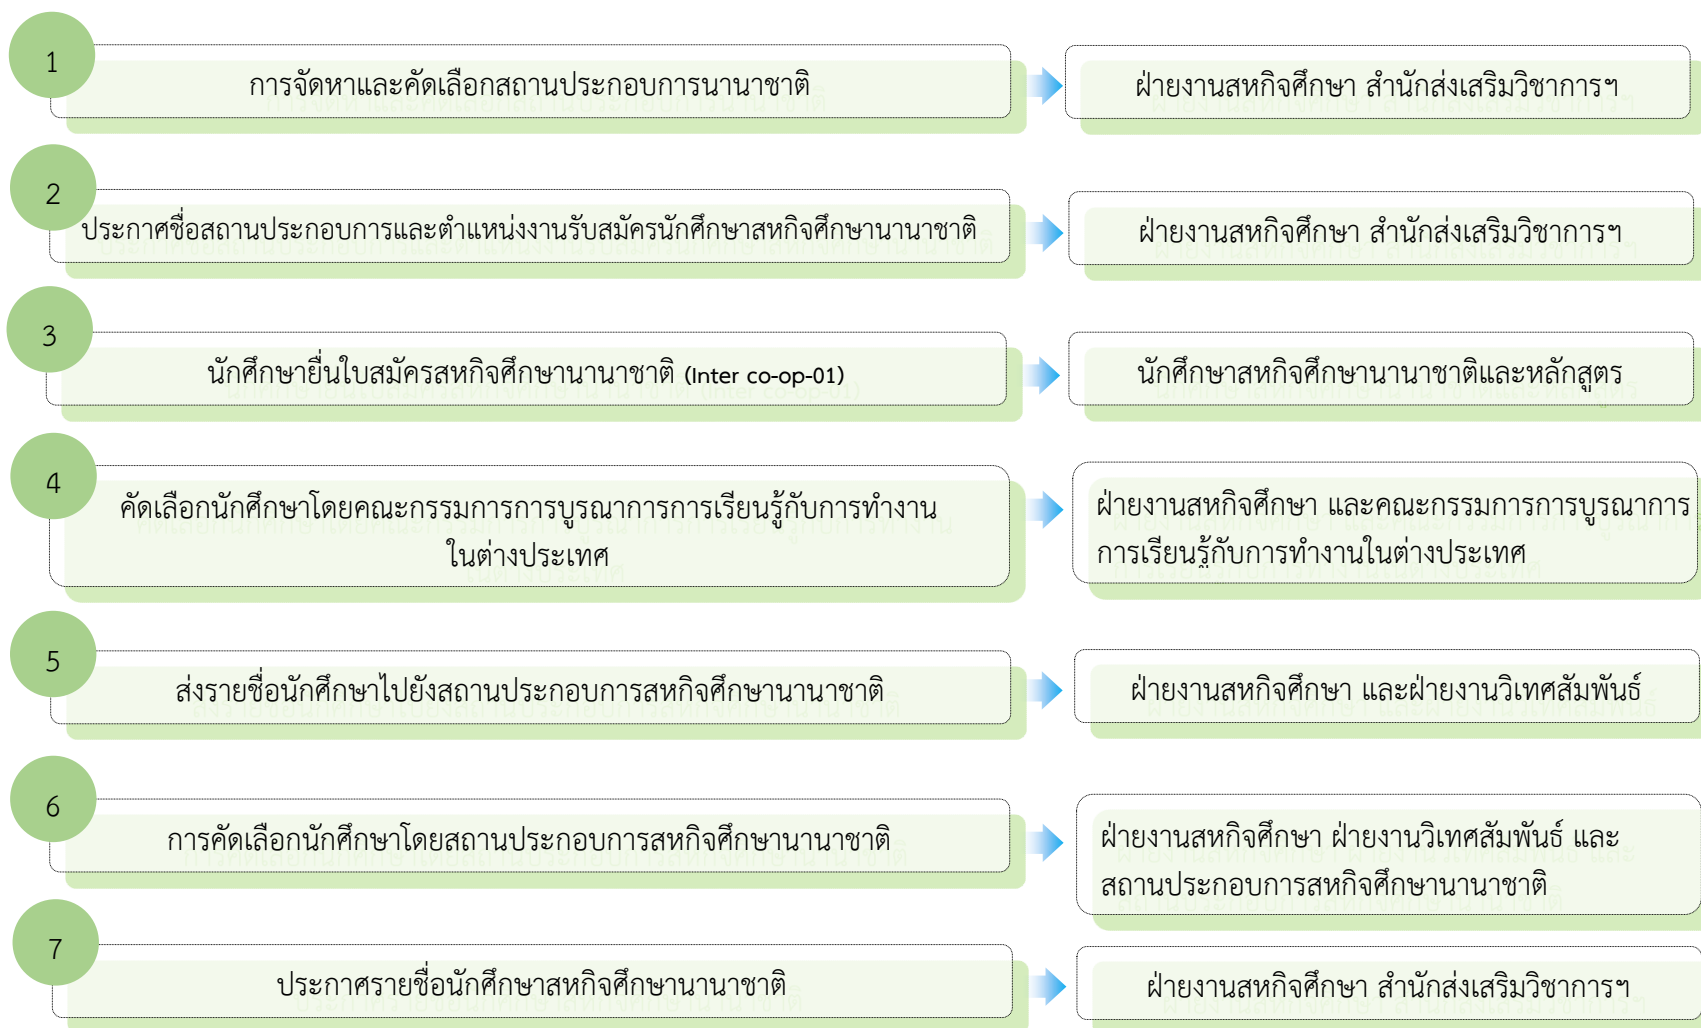 1
การจัดหาและคัดเลือกสถานประกอบการนานาชาติ
ฝ่ายงานสหกิจศึกษา สำนักส่งเสริมวิชาการฯ
2
ประกาศชื่อสถานประกอบการและตำแหน่งงานรับสมัครนักศึกษาสหกิจศึกษานานาชาติ
ฝ่ายงานสหกิจศึกษา สำนักส่งเสริมวิชาการฯ
3
นักศึกษายื่นใบสมัครสหกิจศึกษานานาชาติ (Inter co-op-01)
นักศึกษาสหกิจศึกษานานาชาติและหลักสูตร
4
คัดเลือกนักศึกษาโดยคณะกรรมการการบูรณาการการเรียนรู้กับการทำงาน
ในต่างประเทศ
ฝ่ายงานสหกิจศึกษา และคณะกรรมการการบูรณาการ
การเรียนรู้กับการทำงานในต่างประเทศ
5
ส่งรายชื่อนักศึกษาไปยังสถานประกอบการสหกิจศึกษานานาชาติ
ฝ่ายงานสหกิจศึกษา และฝ่ายงานวิเทศสัมพันธ์
6
การคัดเลือกนักศึกษาโดยสถานประกอบการสหกิจศึกษานานาชาติ
ฝ่ายงานสหกิจศึกษา ฝ่ายงานวิเทศสัมพันธ์ และ
สถานประกอบการสหกิจศึกษานานาชาติ
7
ประกาศรายชื่อนักศึกษาสหกิจศึกษานานาชาติ
ฝ่ายงานสหกิจศึกษา สำนักส่งเสริมวิชาการฯ